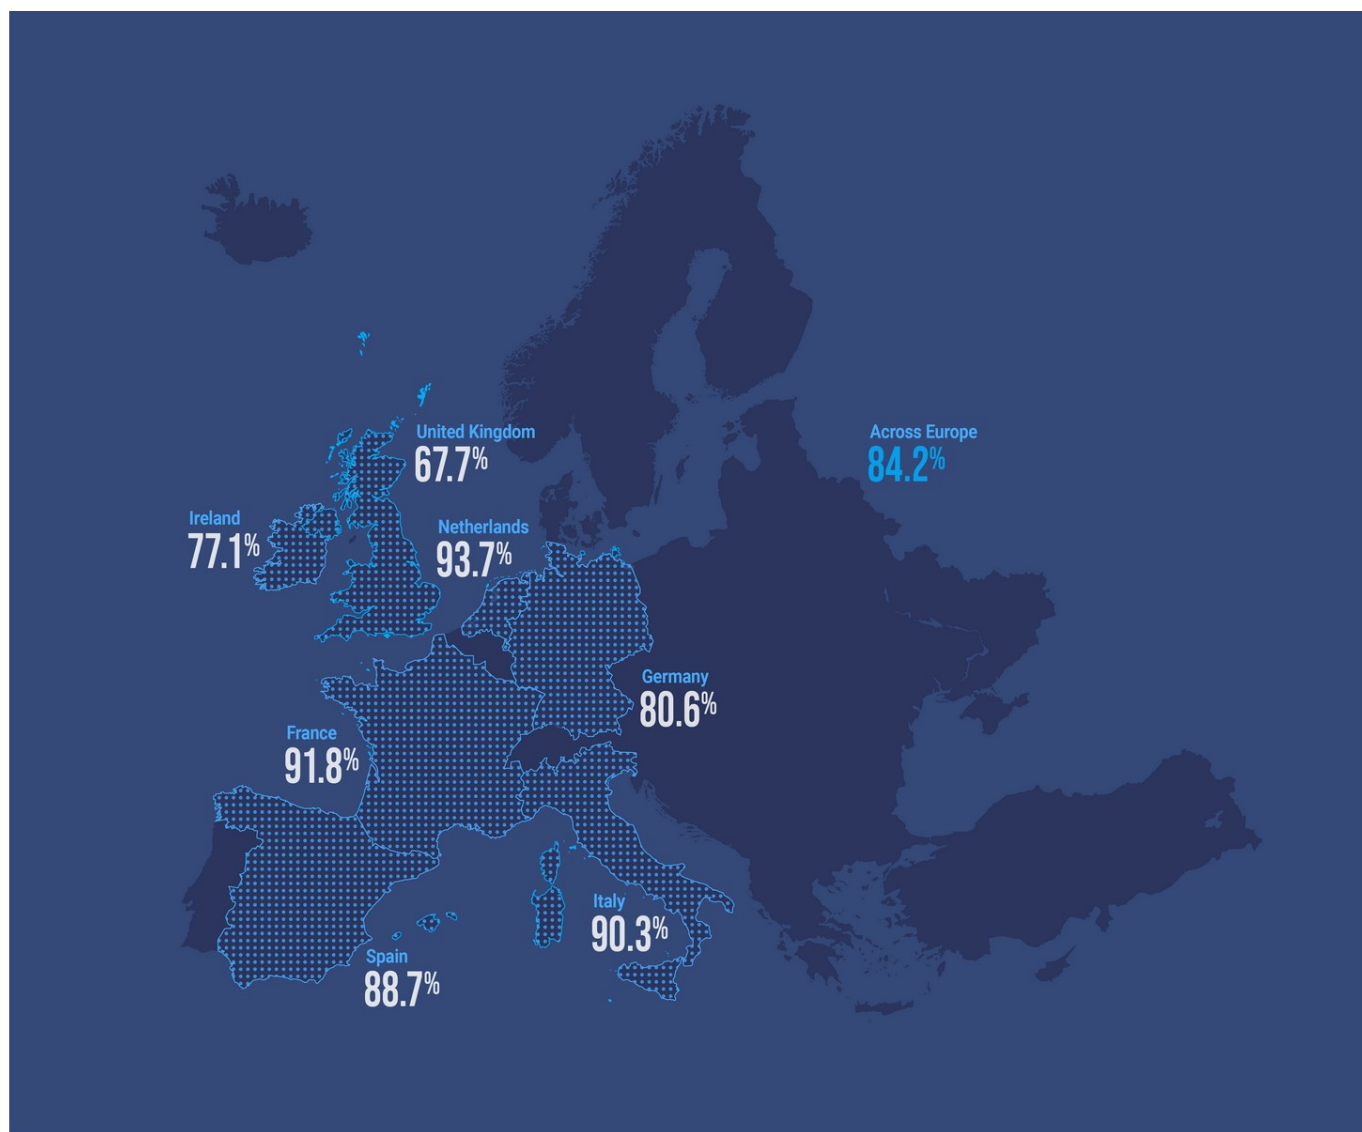 United Kingdom
67.7%
Across Europe
84.2%
Ireland
77.1%
Netherlands
93.7%
Germany
80.6%
France
91.8%
Italy
90.3%
Spain
88.7%